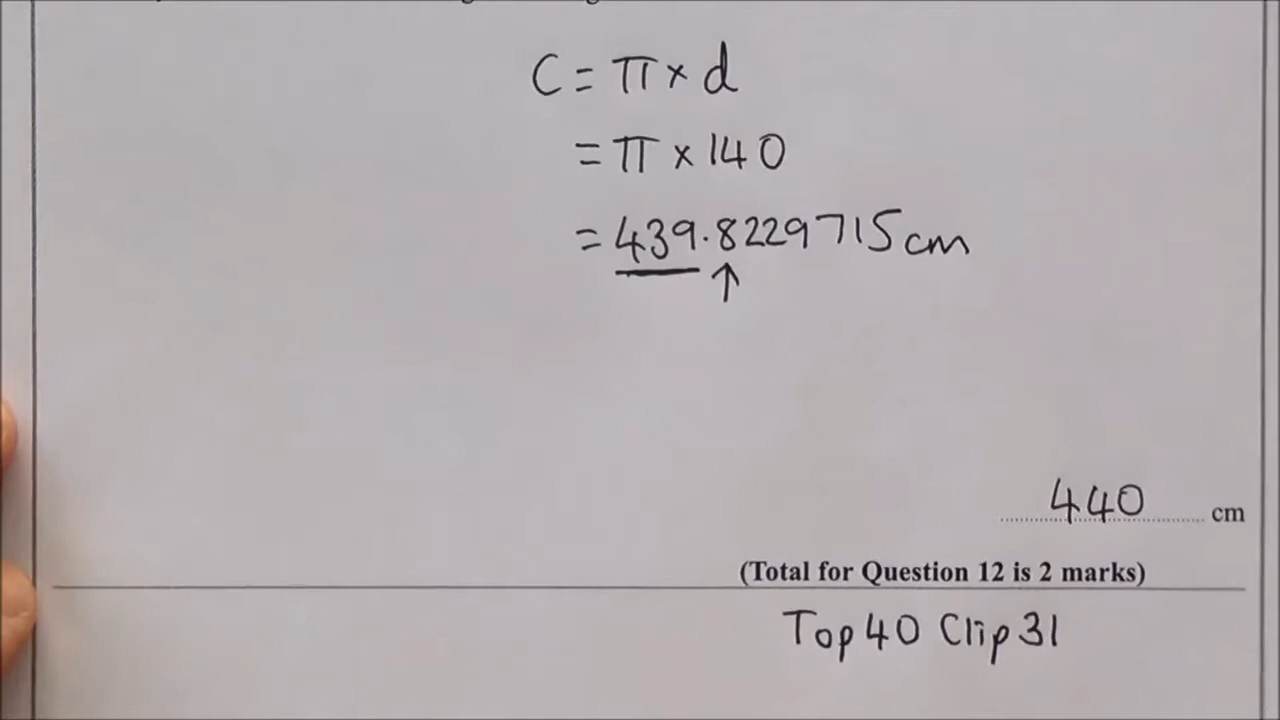 C = π × d
= π × 140
= 439.8229715 cm
440 cm
(Total for Question 12 is 2 marks)
Top 40 Clip 31